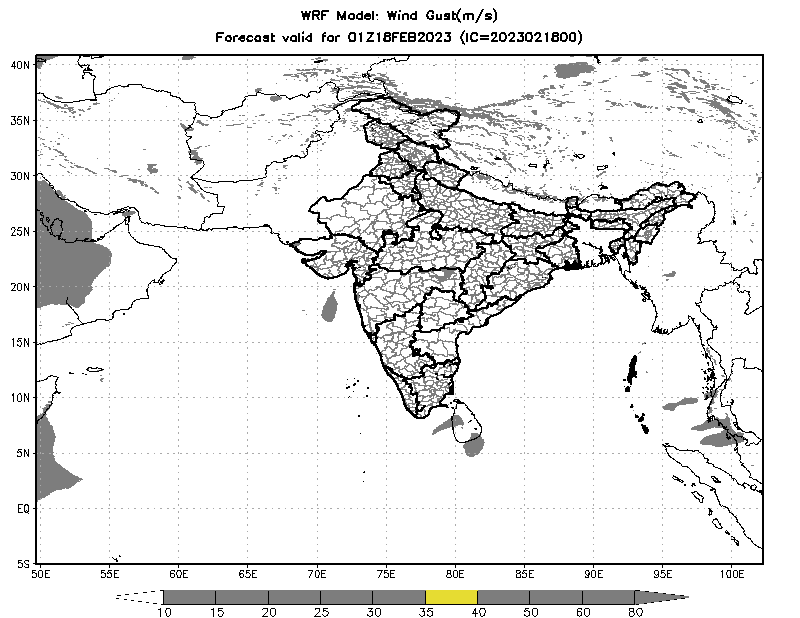 WRF Model: Wind Gust(m/s)
Forecast valid for 01Z18FEB2023 (IC=2023021800)
40N
35N
30N
25N
20N
15N
10N
5N
EQ
5S
50E 55E 60E 65E 70E 75E 80E 85E 90E 95E 100E
10 15 20 25 30 35 40 50 60 80